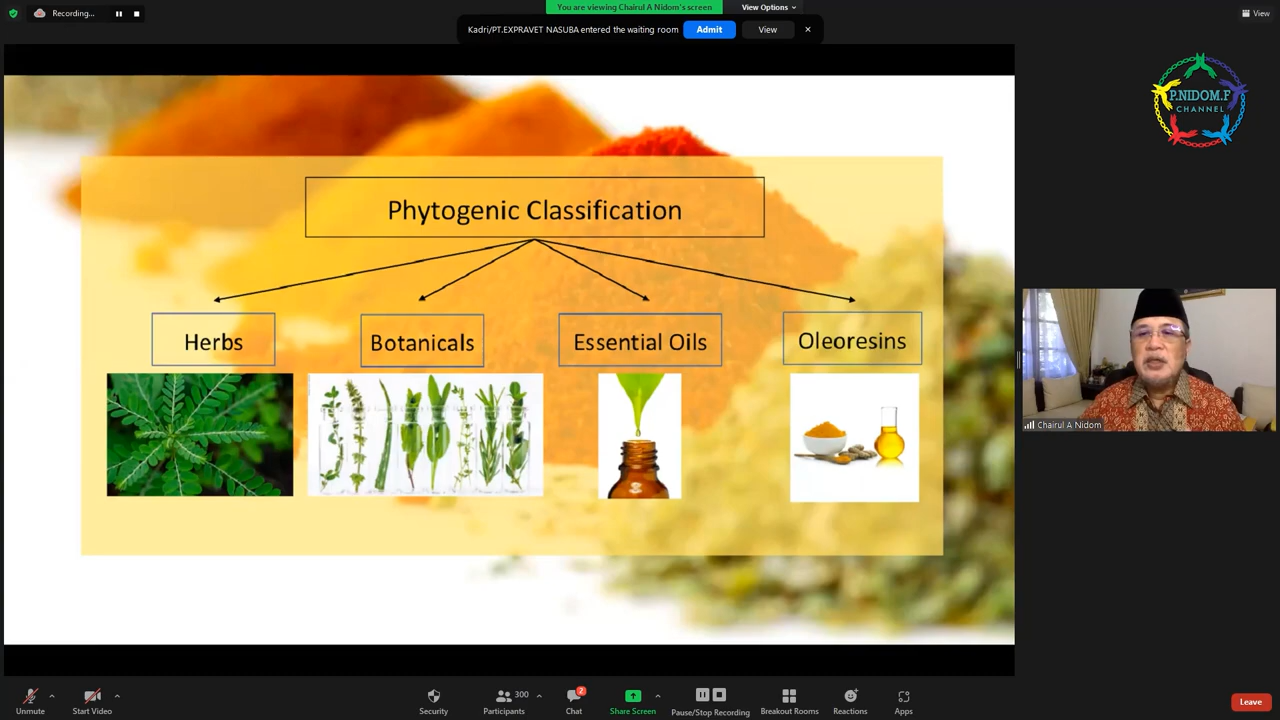 Recording...
You are viewing Chairul A Nidom's screen
View Options
View
Kadri/PT.EXPRAVET NASUBA entered the waiting room
Admit
View
P.NIDOM.F
CHANNEL
Phytogenic Classification
Herbs
Botanicals
Essential Oils
Oleoresins
Chairul A Nidom
Unmute
Start Video
Security
Participants
300
Chat
2
Share Screen
Pause/Stop Recording
Breakout Rooms
Reactions
Apps
Leave